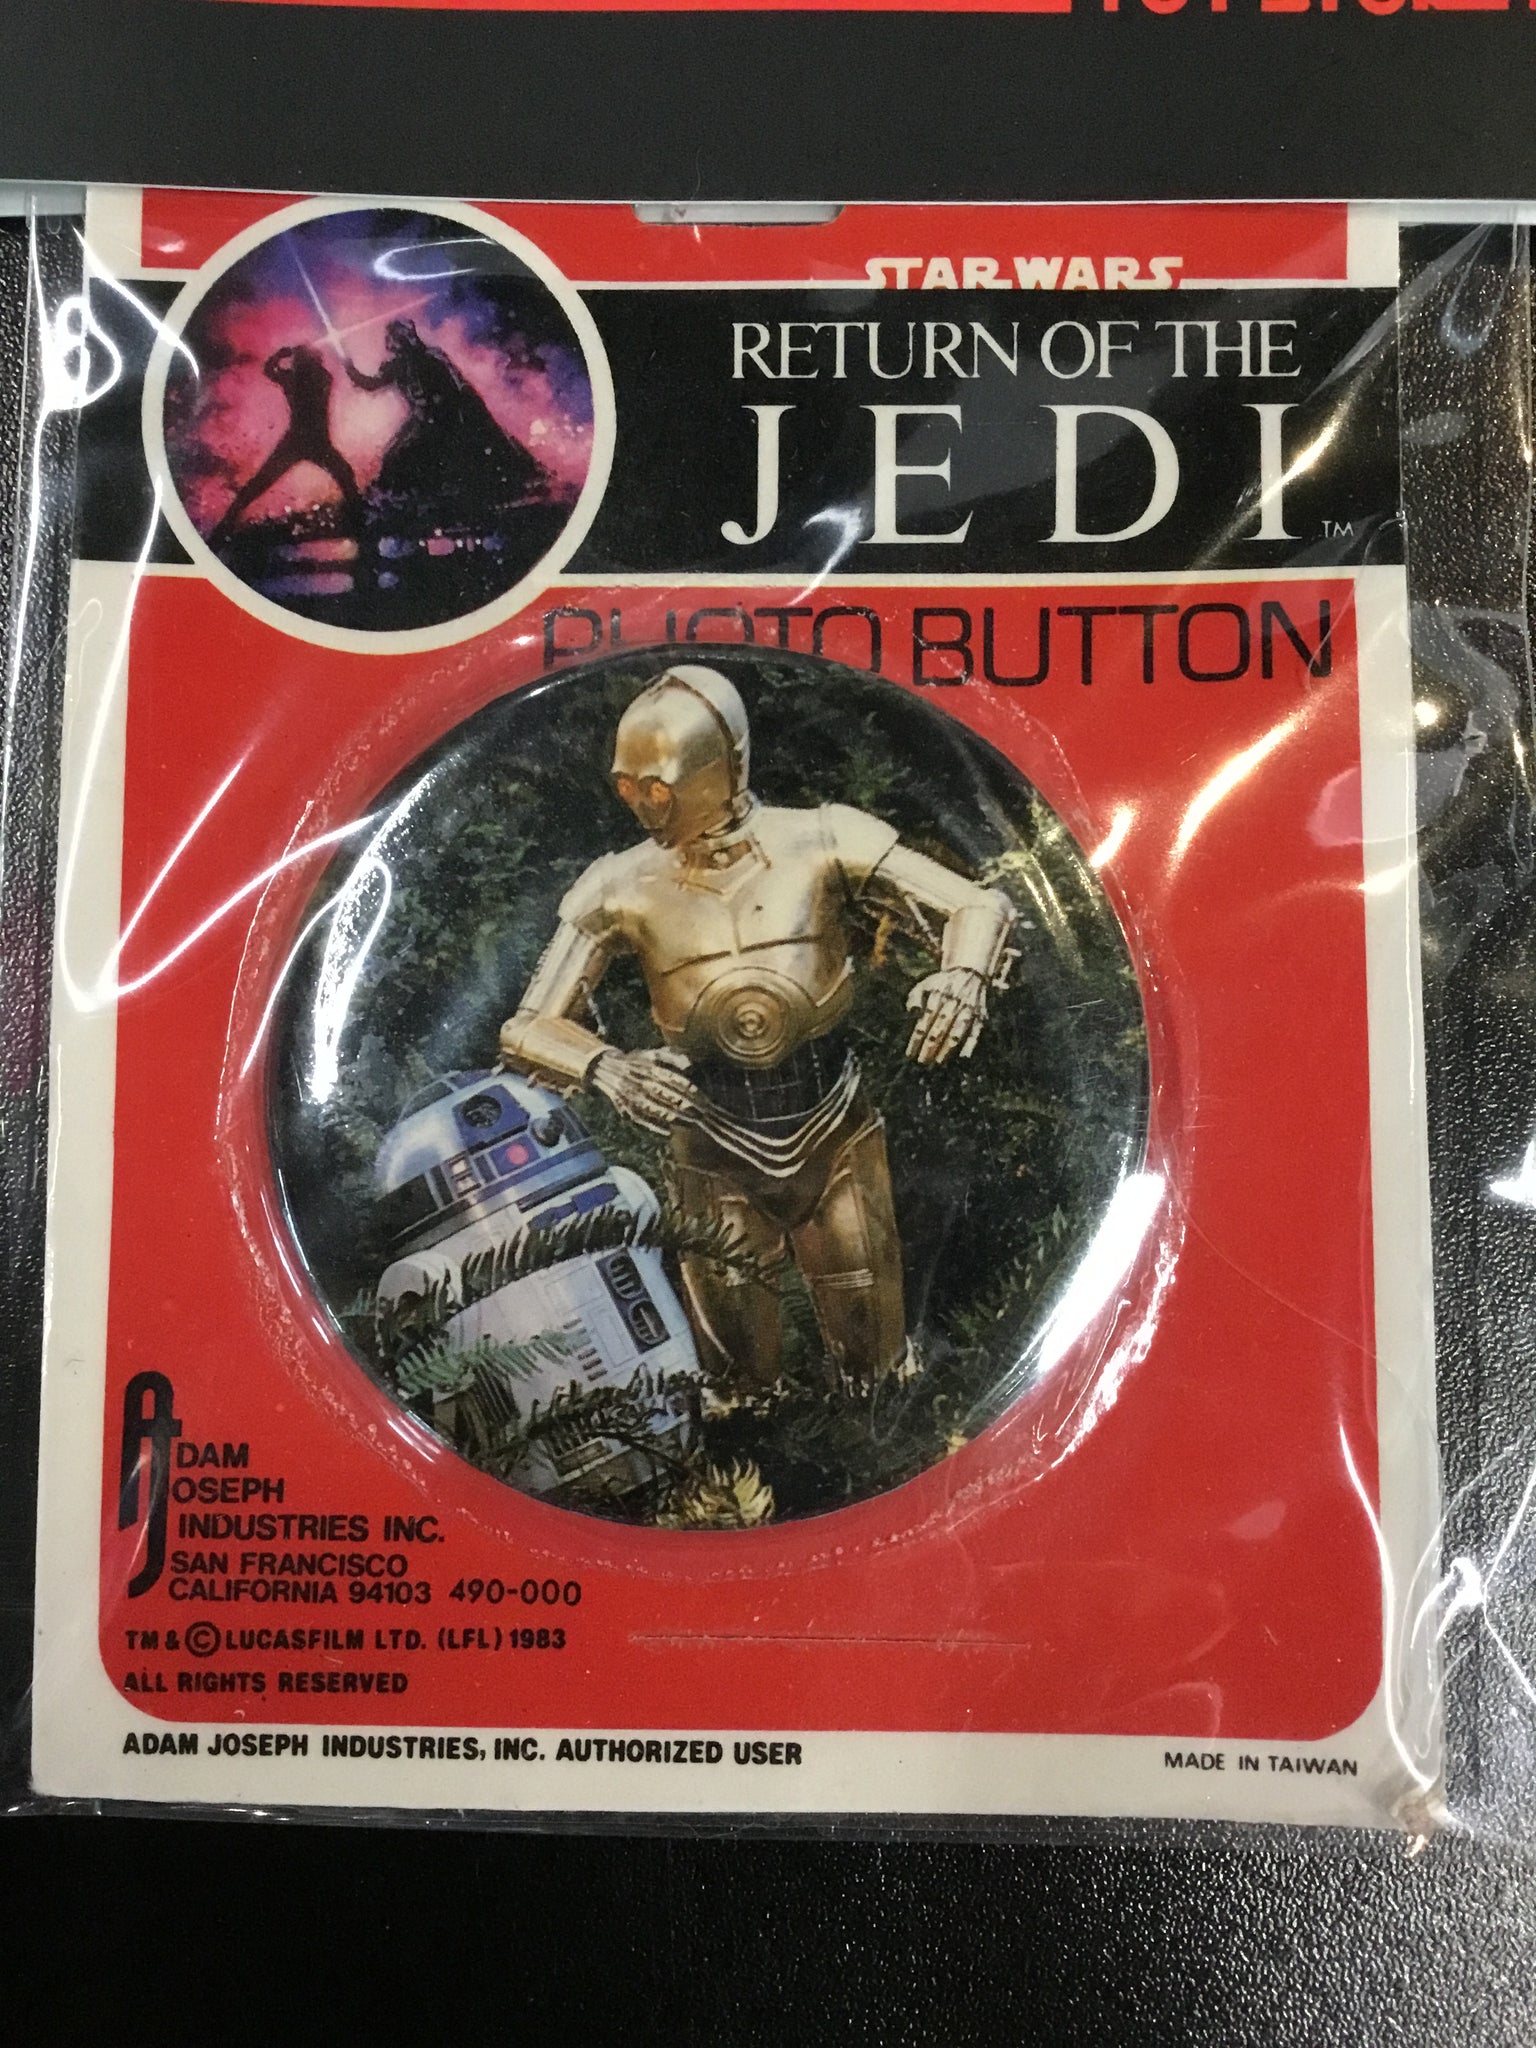 STAR WARS
RETURN OF THE
JEDI TM
PHOTO BUTTON
AJ
ADAM
JOSEPH
INDUSTRIES INC.
SAN FRANCISCO
CALIFORNIA 94103 490-000
TM & © LUCASFILM LTD. (LFL) 1983
ALL RIGHTS RESERVED
ADAM JOSEPH INDUSTRIES, INC. AUTHORIZED USER
MADE IN TAIWAN